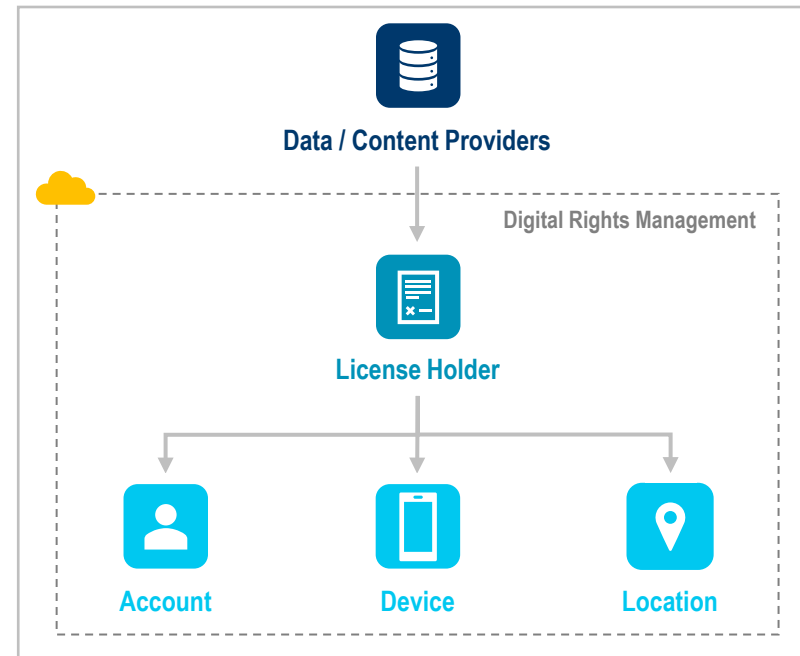 Data / Content Providers
Digital Rights Management
License Holder
Account
Device
Location